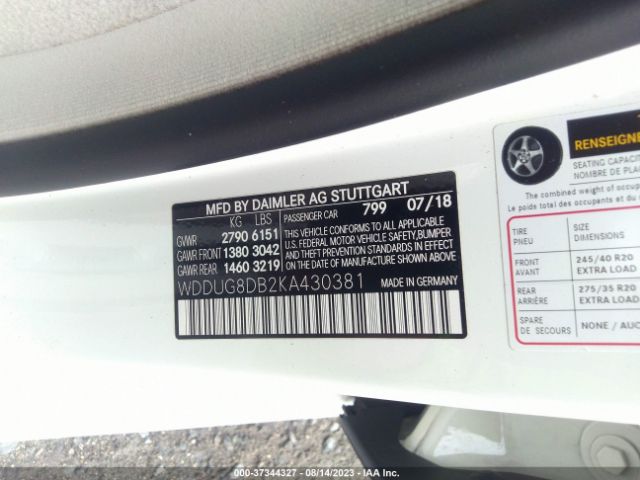 MFD BY DAIMLER AG STUTTGART
KG LBS PASSENGER CAR 799 07/18
GVWR 2790 6151
GAWR FRONT 1380 3042
GAWR REAR 1460 3219
THIS VEHICLE CONFORMS TO ALL APPLICABLE
U.S. FEDERAL MOTOR VEHICLE SAFETY,BUMPER,
AND THEFT PREVENTION STANDARDS IN EFFECT
ON THE DATE OF MANUFACTURE SHOWN ABOVE.
WDDUG8DB2KA430381 MADE IN GERMANY
RENSEIGNE
SEATING CAPACI
NOMBRE DE PLAC
The combined weight of occup
Le poids total des occupants et du
TIRE
PNEU
SIZE
DIMENSIONS
FRONT
AVANT
245/40 R20
EXTRA LOAD
REAR
ARRIÈRE
275/35 R20
EXTRA LOAD
SPARE
DE SECOURS
NONE / AUC
000-37344327 - 08/14/2023 - IAA Inc.